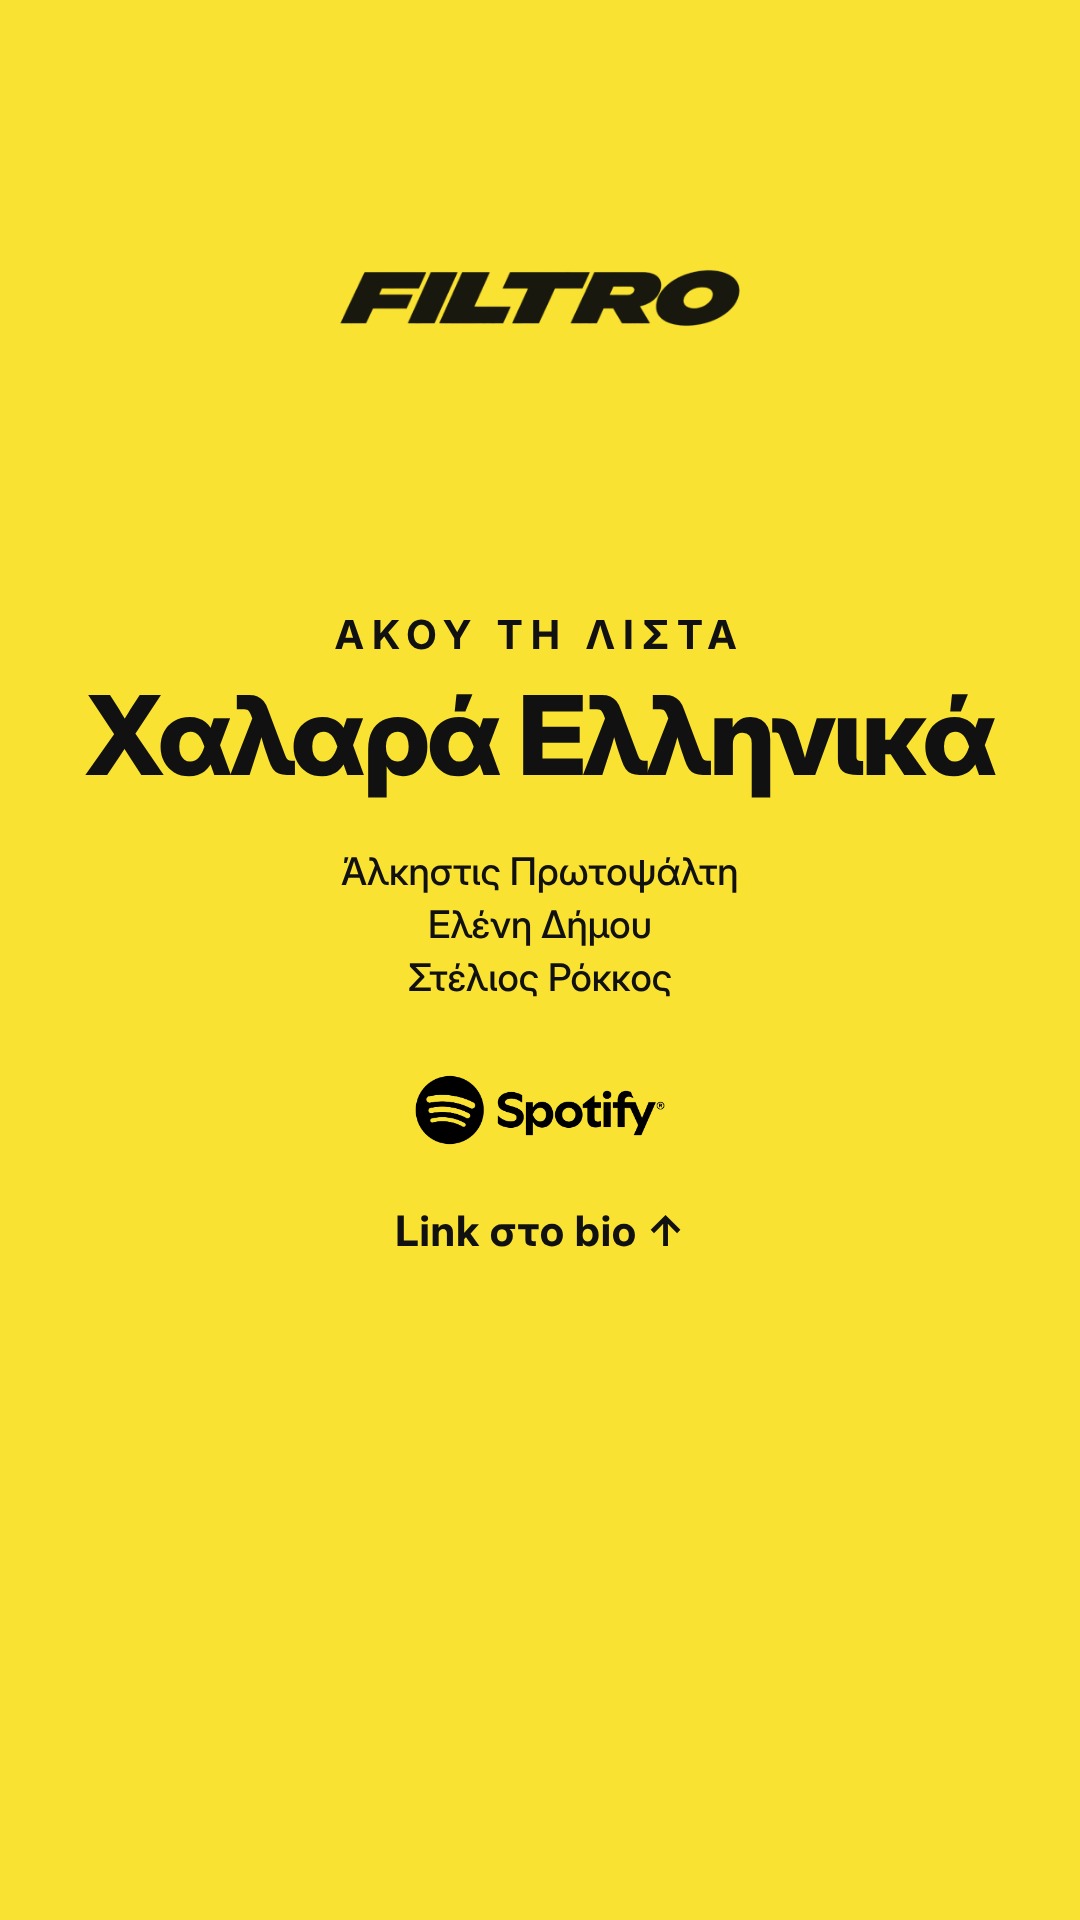 FILTRO
ΑΚΟΥ ΤΗ ΛΙΣΤΑ
Χαλαρά Ελληνικά
Άλκηστις Πρωτοψάλτη
Ελένη Δήμου
Στέλιος Ρόκκος
Spotify®
Link στο bio ↑